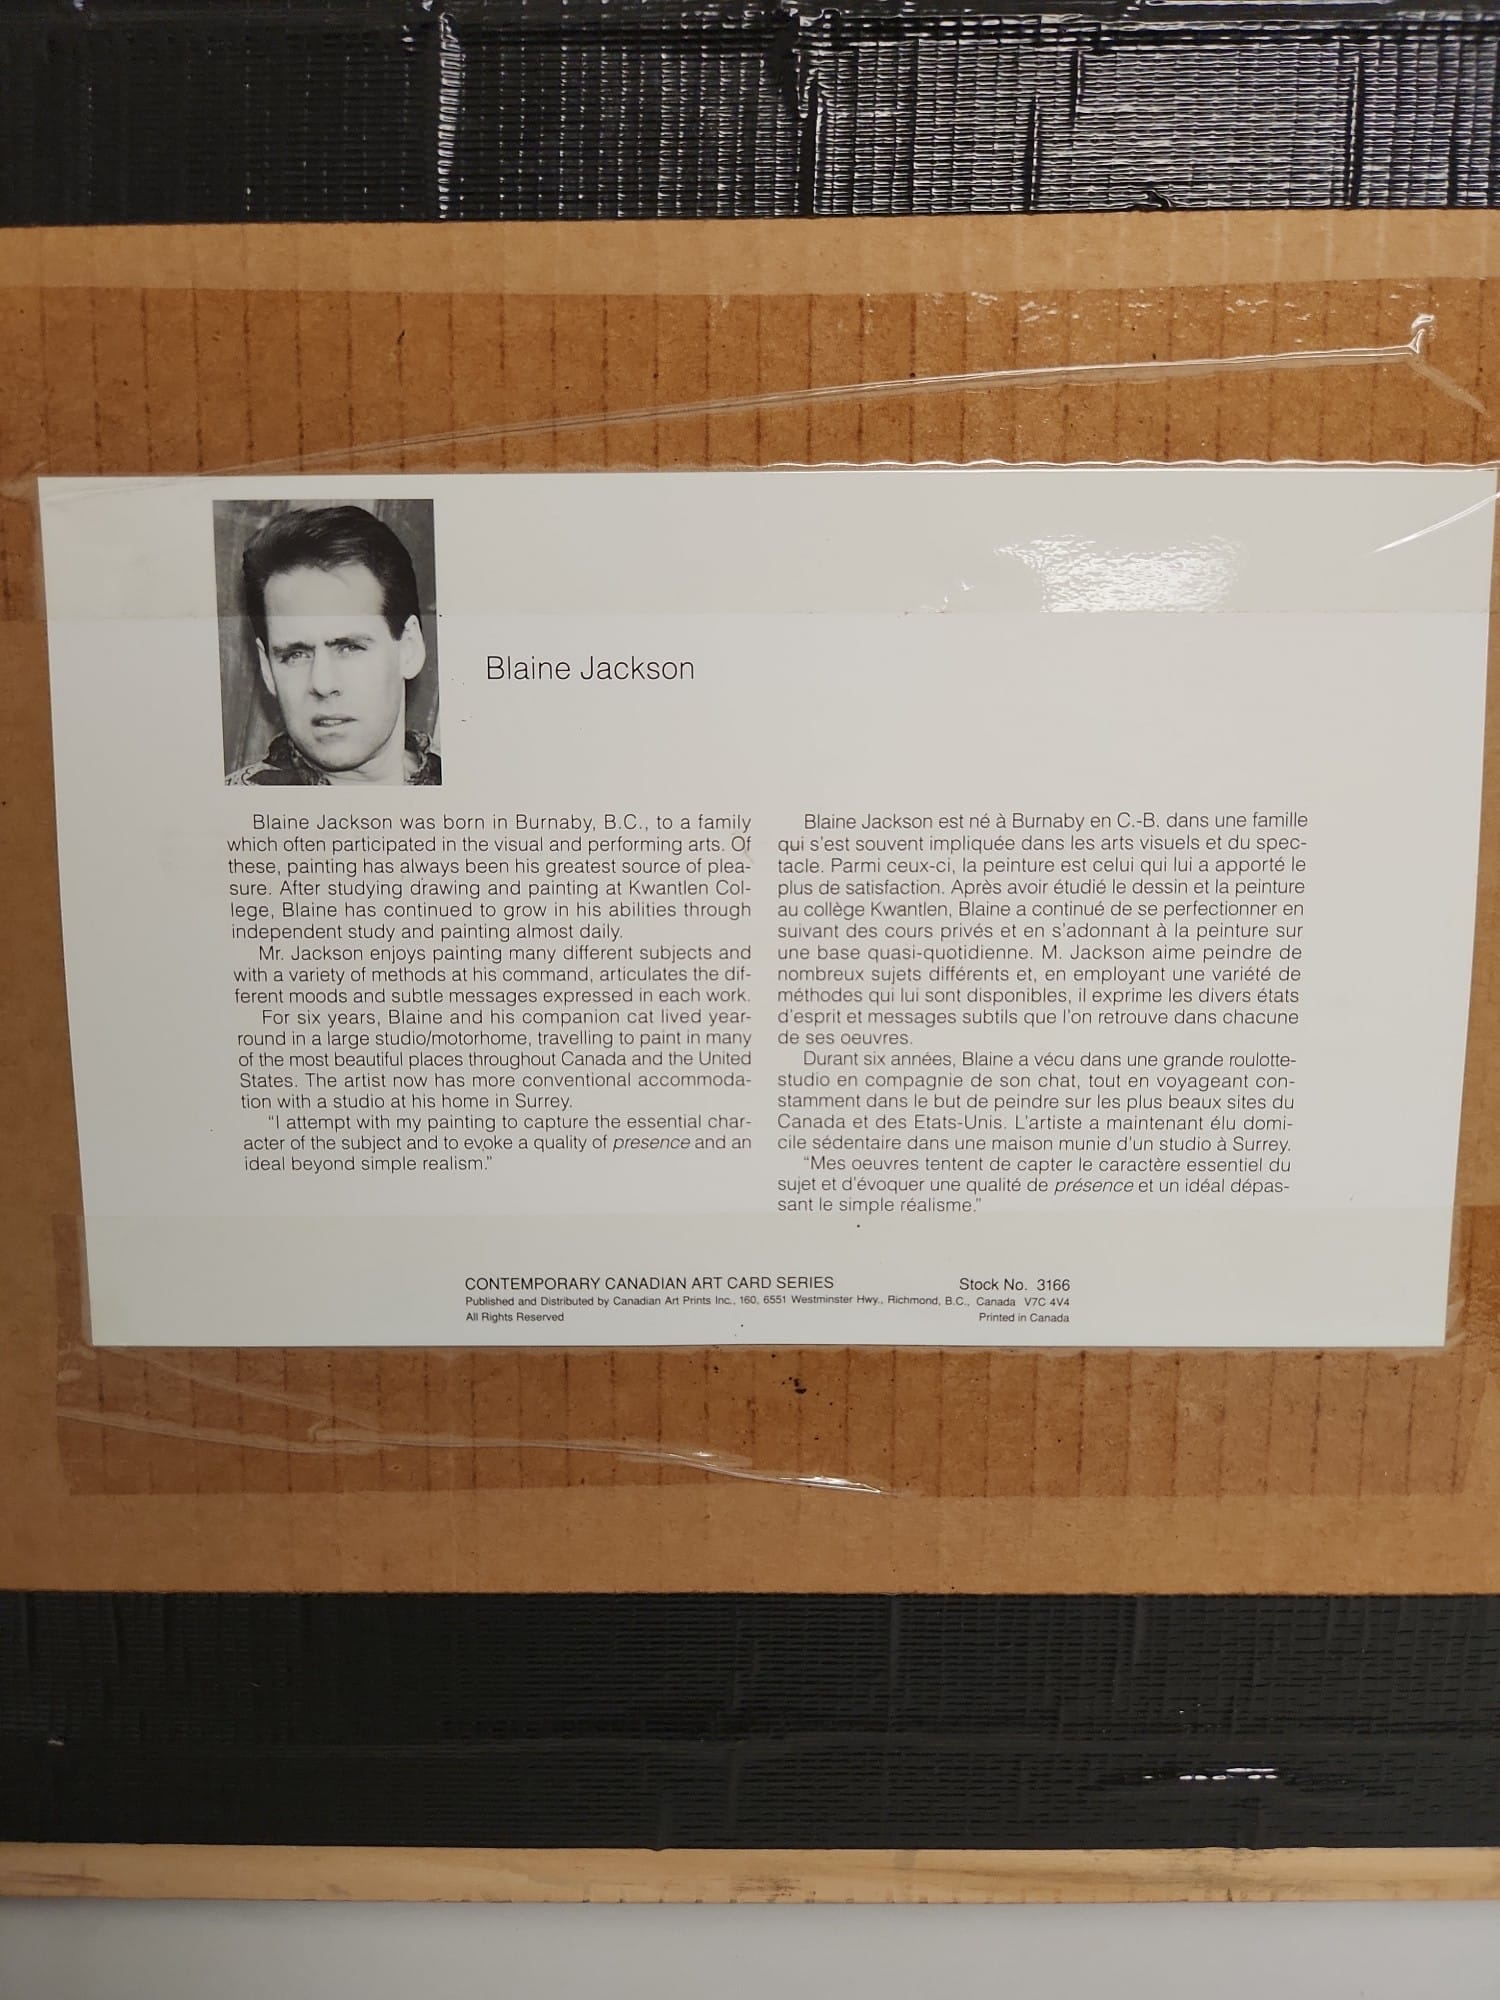 Blaine Jackson
Blaine Jackson was born in Burnaby, B.C., to a family
which often participated in the visual and performing arts. Of
these, painting has always been his greatest source of plea-
sure. After studying drawing and painting at Kwantlen Col-
lege, Blaine has continued to grow in his abilities through
independent study and painting almost daily.
Mr. Jackson enjoys painting many different subjects and
with a variety of methods at his command, articulates the dif-
ferent moods and subtle messages expressed in each work.
For six years, Blaine and his companion cat lived year-
round in a large studio/motorhome, travelling to paint in many
of the most beautiful places throughout Canada and the United
States. The artist now has more conventional accommoda-
tion with a studio at his home in Surrey.
"I attempt with my painting to capture the essential char-
acter of the subject and to evoke a quality of presence and an
ideal beyond simple realism."
Blaine Jackson est né à Burnaby en C.-B. dans une famille
qui s'est souvent impliquée dans les arts visuels et du spec-
tacle. Parmi ceux-ci, la peinture est celui qui lui a apporté le
plus de satisfaction. Après avoir étudié le dessin et la peinture
au collège Kwantlen, Blaine a continué de se perfectionner en
suivant des cours privés et en s'adonnant à la peinture sur
une base quasi-quotidienne. M. Jackson aime peindre de
nombreux sujets différents et, en employant une variété de
méthodes qui lui sont disponibles, il exprime les divers états
d'esprit et messages subtils que l'on retrouve dans chacune
de ses oeuvres.
Durant six années, Blaine a vécu dans une grande roulotte-
studio en compagnie de son chat, tout en voyageant con-
stamment dans le but de peindre sur les plus beaux sites du
Canada et des Etats-Unis. L'artiste a maintenant élu domi-
cile sédentaire dans une maison munie d'un studio à Surrey.
"Mes oeuvres tentent de capter le caractère essentiel du
sujet et d'évoquer une qualité de présence et un idéal dépas-
sant le simple réalisme."
CONTEMPORARY CANADIAN ART CARD SERIES Stock No. 3166
Published and Distributed by Canadian Art Prints Inc., 160, 6551 Westminster Hwy., Richmond, B.C., Canada V7C 4V4
All Rights Reserved Printed in Canada